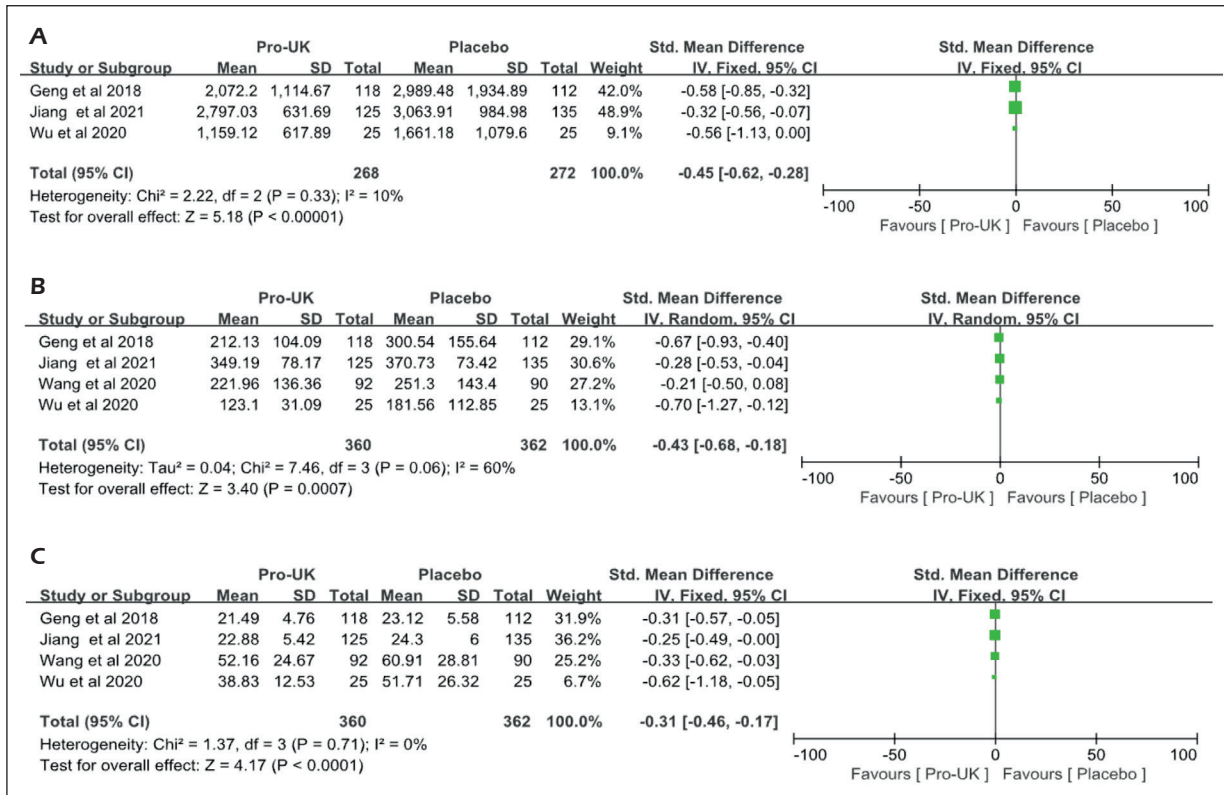 A
Pro-UK Placebo Std. Mean Difference Std. Mean Difference
Study or Subgroup Mean SD Total Mean SD Total Weight IV, Fixed, 95% CI IV, Fixed, 95% CI
Geng et al 2018 2,072.2 1,114.67 118 2,989.48 1,934.89 112 42.0% -0.58 [-0.85, -0.32]
Jiang et al 2021 2,797.03 631.69 125 3,063.91 984.98 135 48.9% -0.32 [-0.56, -0.07]
Wu et al 2020 1,159.12 617.89 25 1,661.18 1,079.6 25 9.1% -0.56 [-1.13, 0.00]
Total (95% CI) 268 272 100.0% -0.45 [-0.62, -0.28]
Heterogeneity: Chi² = 2.22, df = 2 (P = 0.33); I² = 10%
Test for overall effect: Z = 5.18 (P < 0.00001)
-100 -50 0 50 100
Favours [ Pro-UK ] Favours [ Placebo ]
B
Pro-UK Placebo Std. Mean Difference Std. Mean Difference
Study or Subgroup Mean SD Total Mean SD Total Weight IV, Random, 95% CI IV, Random, 95% CI
Geng et al 2018 212.13 104.09 118 300.54 155.64 112 29.1% -0.67 [-0.93, -0.40]
Jiang et al 2021 349.19 78.17 125 370.73 73.42 135 30.6% -0.28 [-0.53, -0.04]
Wang et al 2020 221.96 136.36 92 251.3 143.4 90 27.2% -0.21 [-0.50, 0.08]
Wu et al 2020 123.1 31.09 25 181.56 112.85 25 13.1% -0.70 [-1.27, -0.12]
Total (95% CI) 360 362 100.0% -0.43 [-0.68, -0.18]
Heterogeneity: Tau² = 0.04; Chi² = 7.46, df = 3 (P = 0.06); I² = 60%
Test for overall effect: Z = 3.40 (P = 0.0007)
-100 -50 0 50 100
Favours [ Pro-UK ] Favours [ Placebo ]
C
Pro-UK Placebo Std. Mean Difference Std. Mean Difference
Study or Subgroup Mean SD Total Mean SD Total Weight IV, Fixed, 95% CI IV, Fixed, 95% CI
Geng et al 2018 21.49 4.76 118 23.12 5.58 112 31.9% -0.31 [-0.57, -0.05]
Jiang et al 2021 22.88 5.42 125 24.3 6 135 36.2% -0.25 [-0.49, -0.00]
Wang et al 2020 52.16 24.67 92 60.91 28.81 90 25.2% -0.33 [-0.62, -0.03]
Wu et al 2020 38.83 12.53 25 51.71 26.32 25 6.7% -0.62 [-1.18, -0.05]
Total (95% CI) 360 362 100.0% -0.31 [-0.46, -0.17]
Heterogeneity: Chi² = 1.37, df = 3 (P = 0.71); I² = 0%
Test for overall effect: Z = 4.17 (P < 0.0001)
-100 -50 0 50 100
Favours [ Pro-UK ] Favours [ Placebo ]